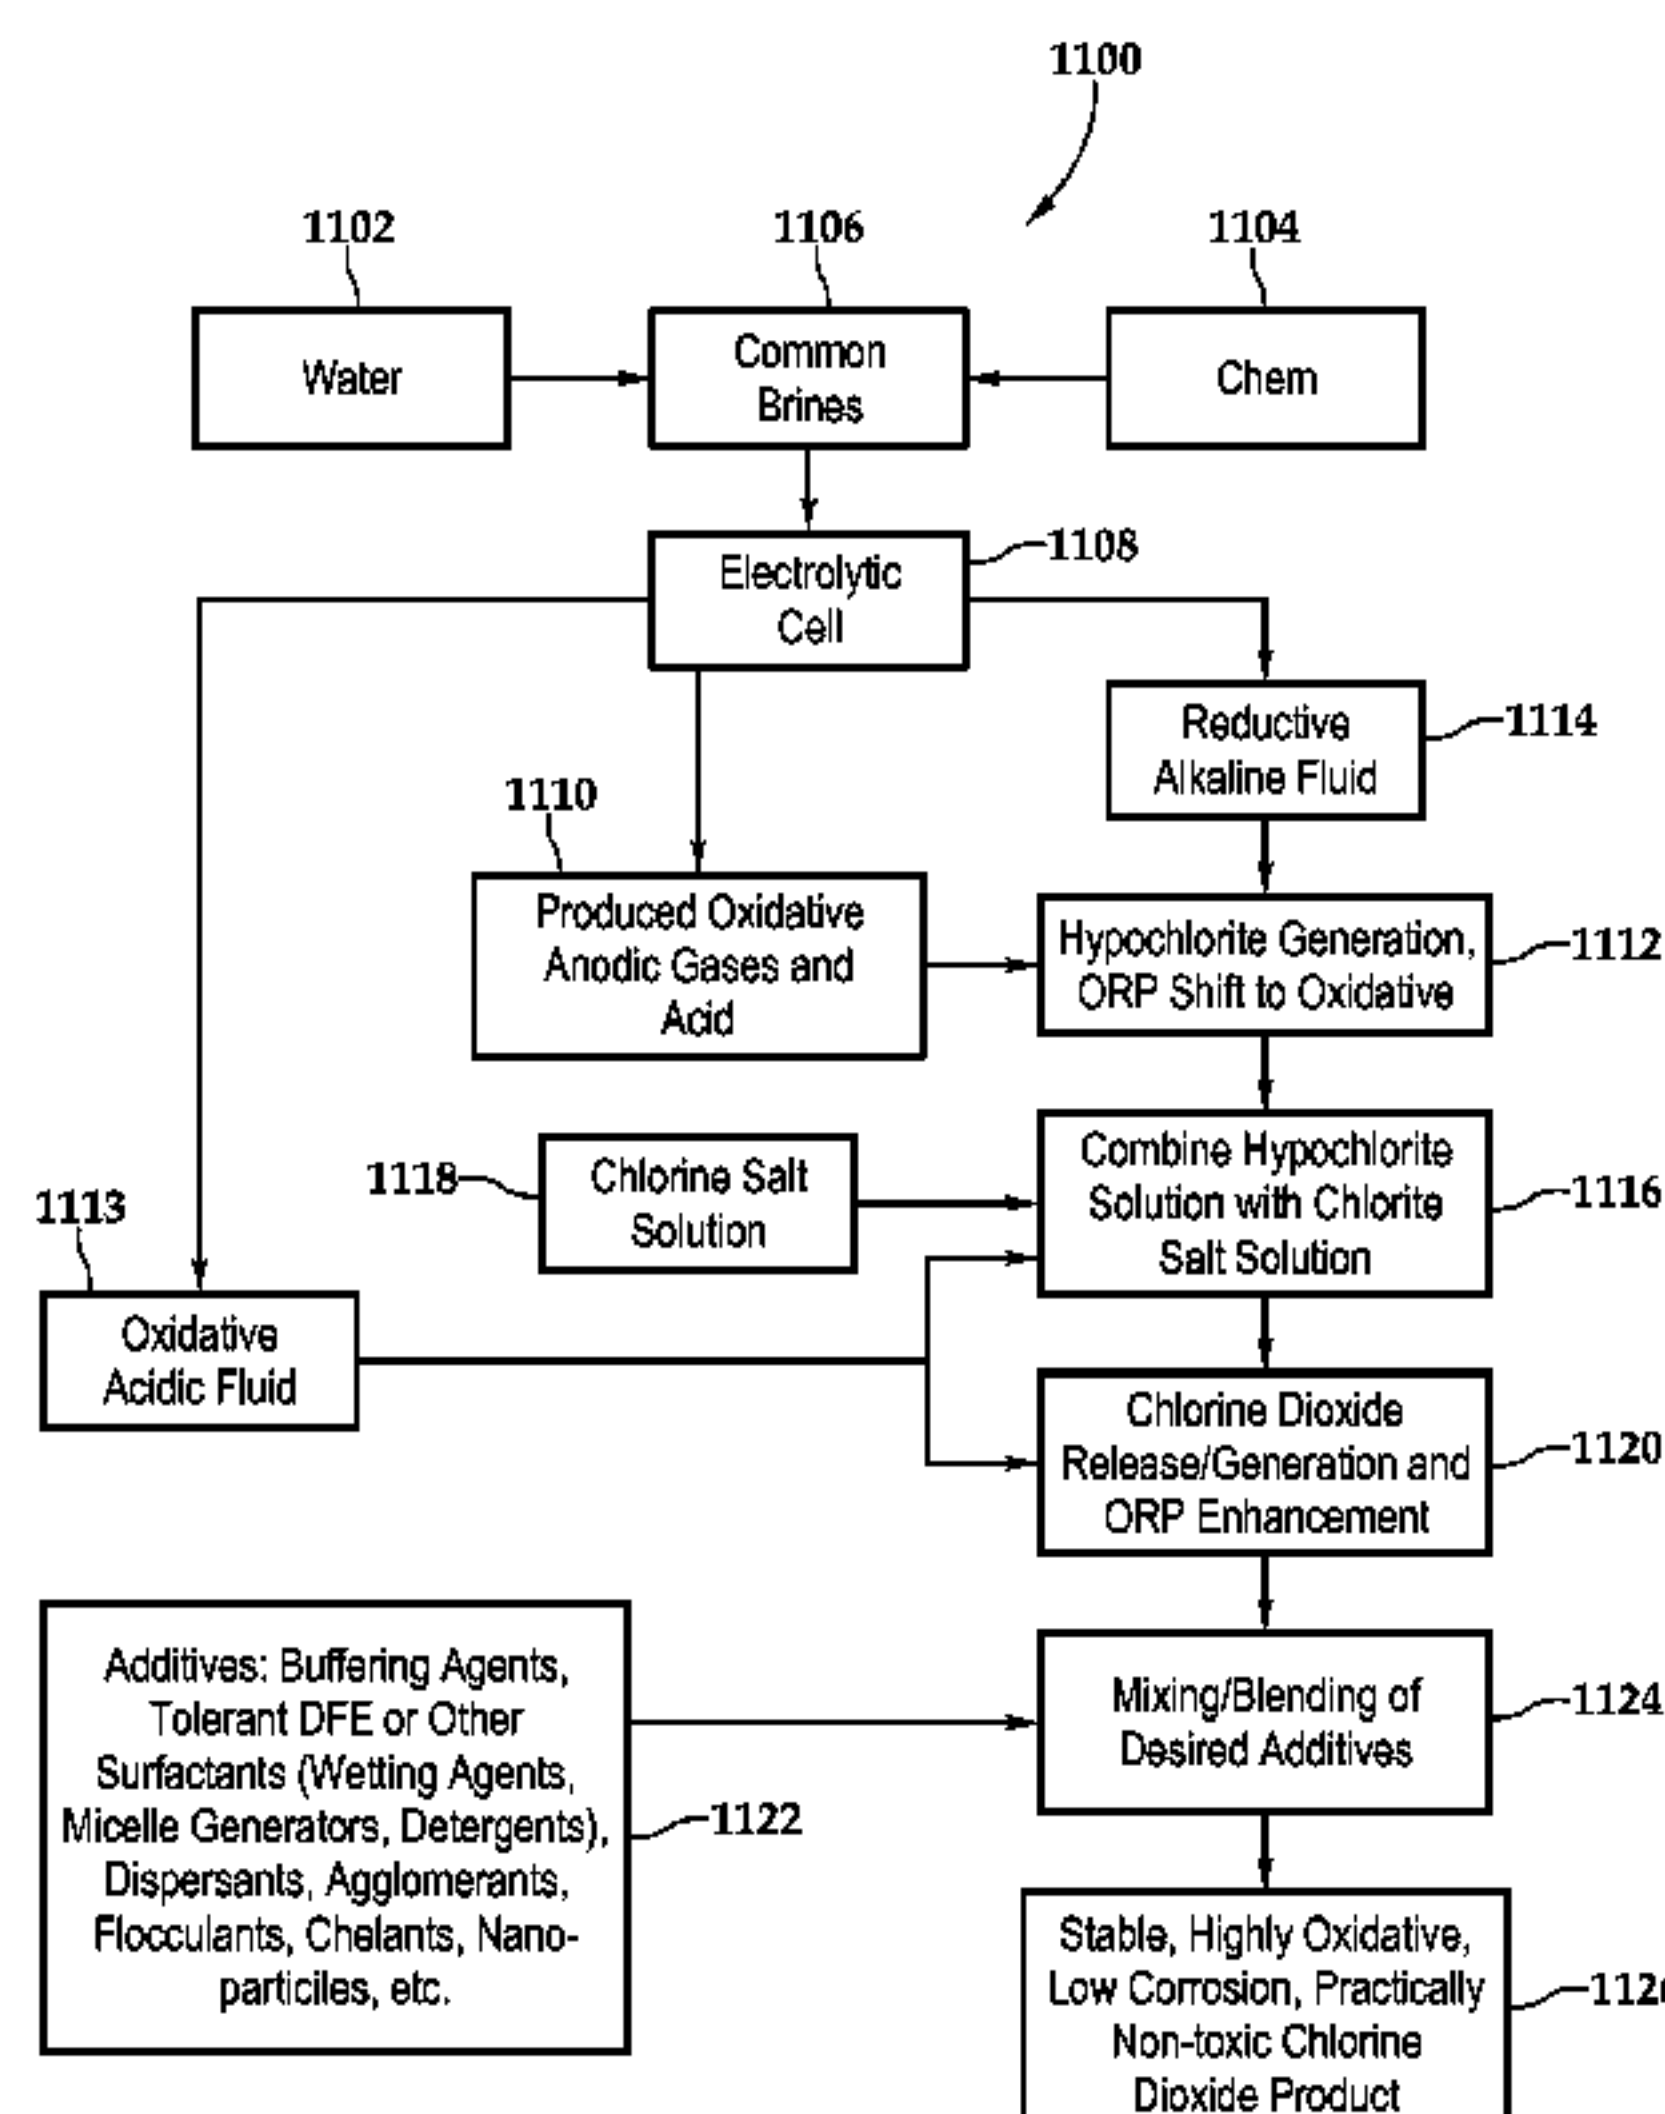 1100
1102
1106
1104
Water
Common
Brines
Chem
Electrolytic
Cell
1108
Reductive
Alkaline Fluid
1114
1110
Produced Oxidative
Anodic Gases and
Acid
Hypochlorite Generation,
ORP Shift to Oxidative
1112
1118
Chlorine Salt
Solution
Combine Hypochlorite
Solution with Chlorite
Salt Solution
1116
1113
Oxidative
Acidic Fluid
Chlorine Dioxide
Release/Generation and
ORP Enhancement
1120
Additives: Buffering Agents,
Tolerant DFE or Other
Surfactants (Wetting Agents,
Micelle Generators, Detergents),
Dispersants, Agglomerants,
Flocculants, Chelants, Nano-
particiles, etc.
1122
Mixing/Blending of
Desired Additives
1124
Stable, Highly Oxidative,
Low Corrosion, Practically
Non-toxic Chlorine
Dioxide Product